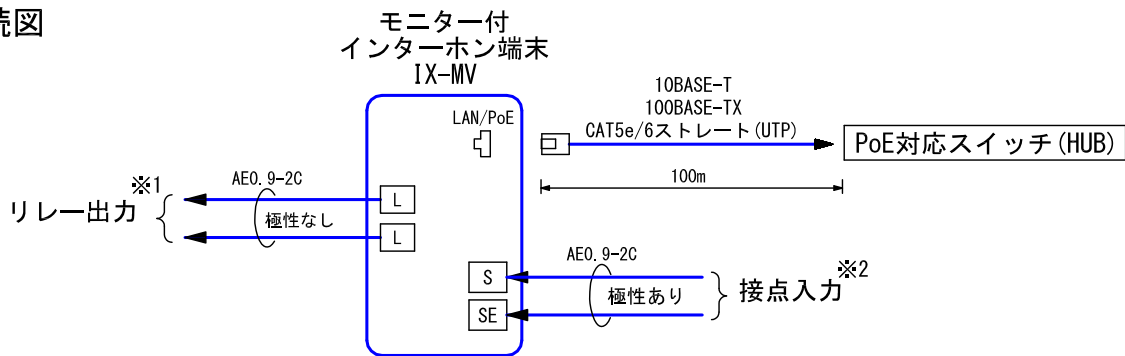 続図
モニター付
インターホン端末
IX-MV
LAN/PoE
10BASE-T
100BASE-TX
CAT5e/6ストレート(UTP)
PoE対応スイッチ(HUB)
100m
リレー出力※1
AE0.9-2C
極性なし
L
L
AE0.9-2C
極性あり
S
SE
接点入力※2